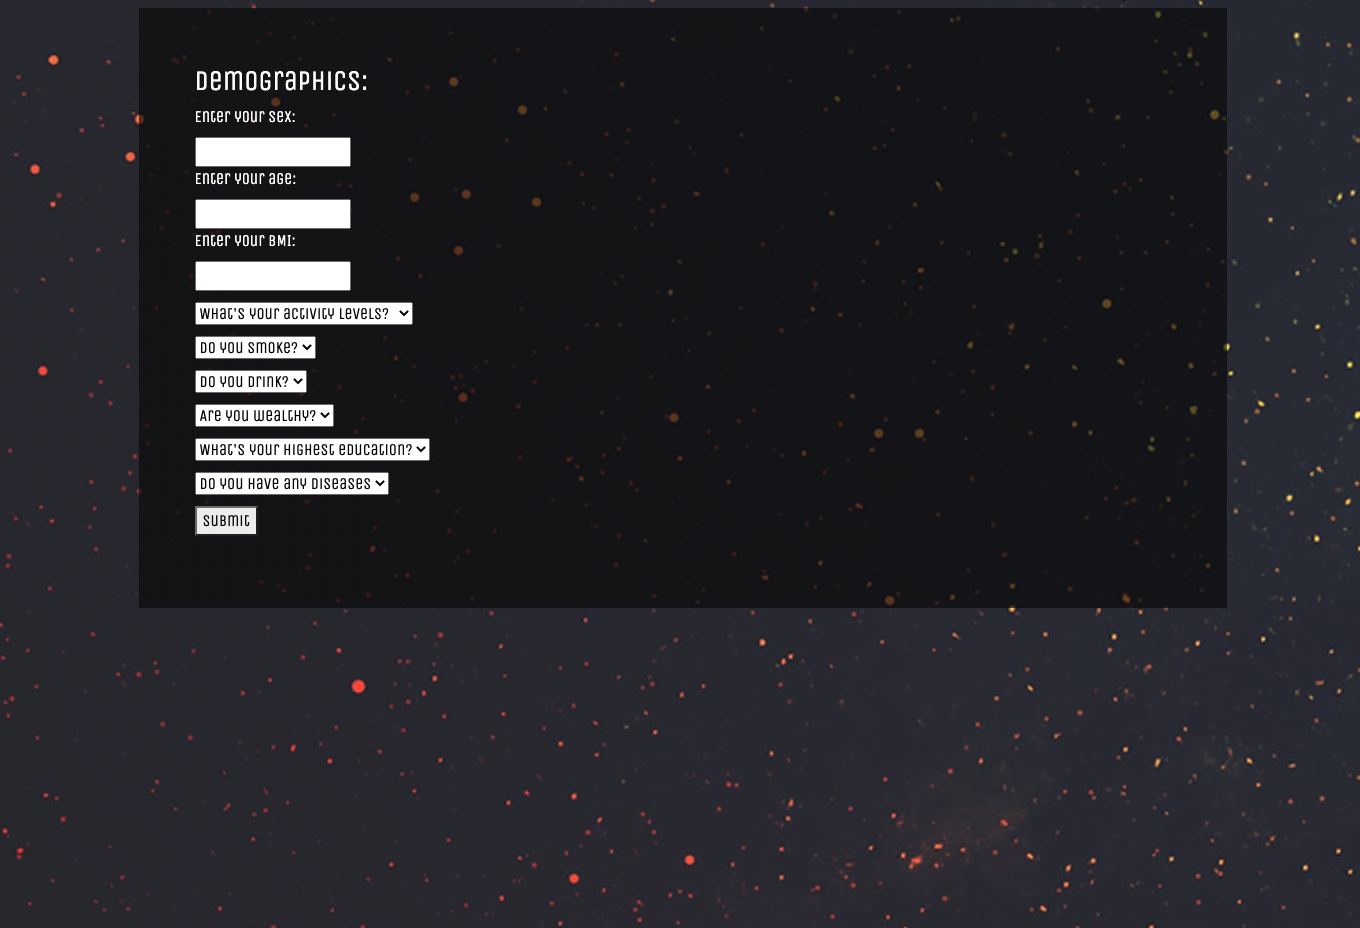 Demographics:
Enter your sex:
Enter your age:
Enter your BMI:
What's your activity levels?
Do you smoke?
Do you drink?
Are you wealthy?
What's your highest education?
Do you have any diseases
Submit